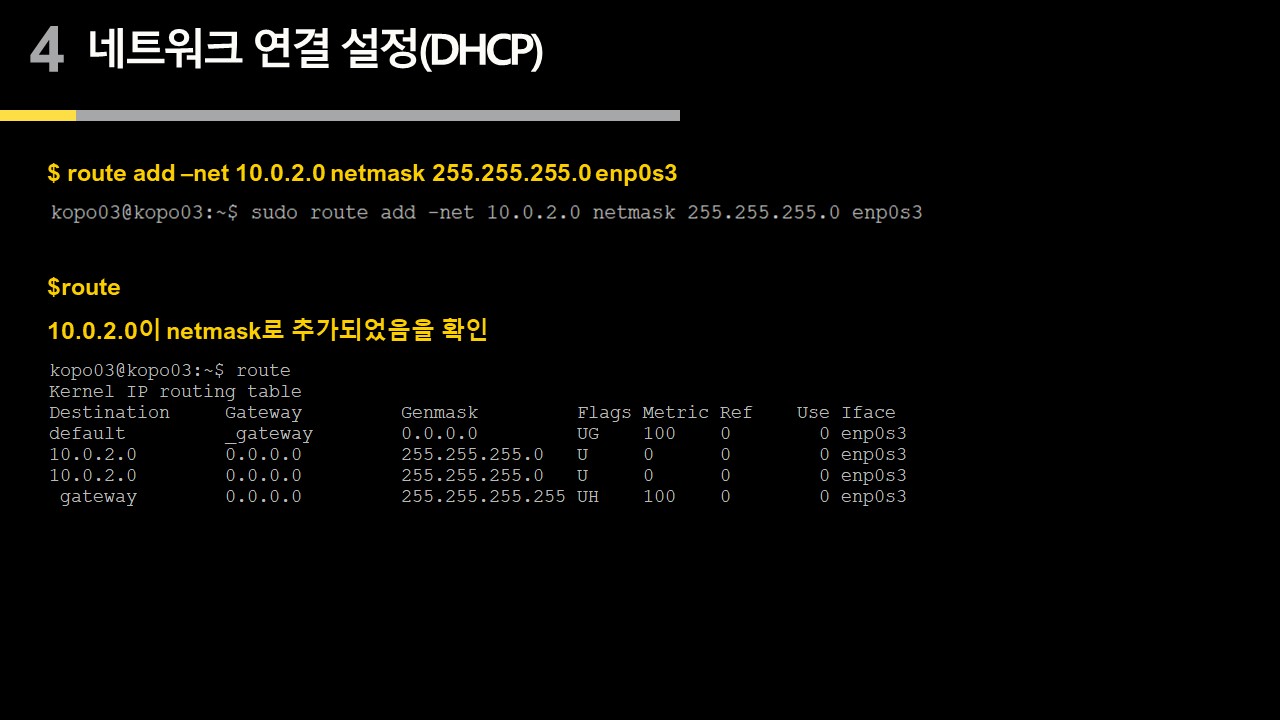 4 네트워크 연결 설정(DHCP)
$ route add –net 10.0.2.0 netmask 255.255.255.0 enp0s3
kopo03@kopo03:~$ sudo route add -net 10.0.2.0 netmask 255.255.255.0 enp0s3
$route
10.0.2.0이 netmask로 추가되었음을 확인
kopo03@kopo03:~$ route
Kernel IP routing table
Destination     Gateway         Genmask         Flags Metric Ref    Use Iface
default         _gateway        0.0.0.0         UG    100    0        0 enp0s3
10.0.2.0        0.0.0.0         255.255.255.0   U     0      0        0 enp0s3
10.0.2.0        0.0.0.0         255.255.255.0   U     0      0        0 enp0s3
 gateway        0.0.0.0         255.255.255.255 UH    100    0        0 enp0s3